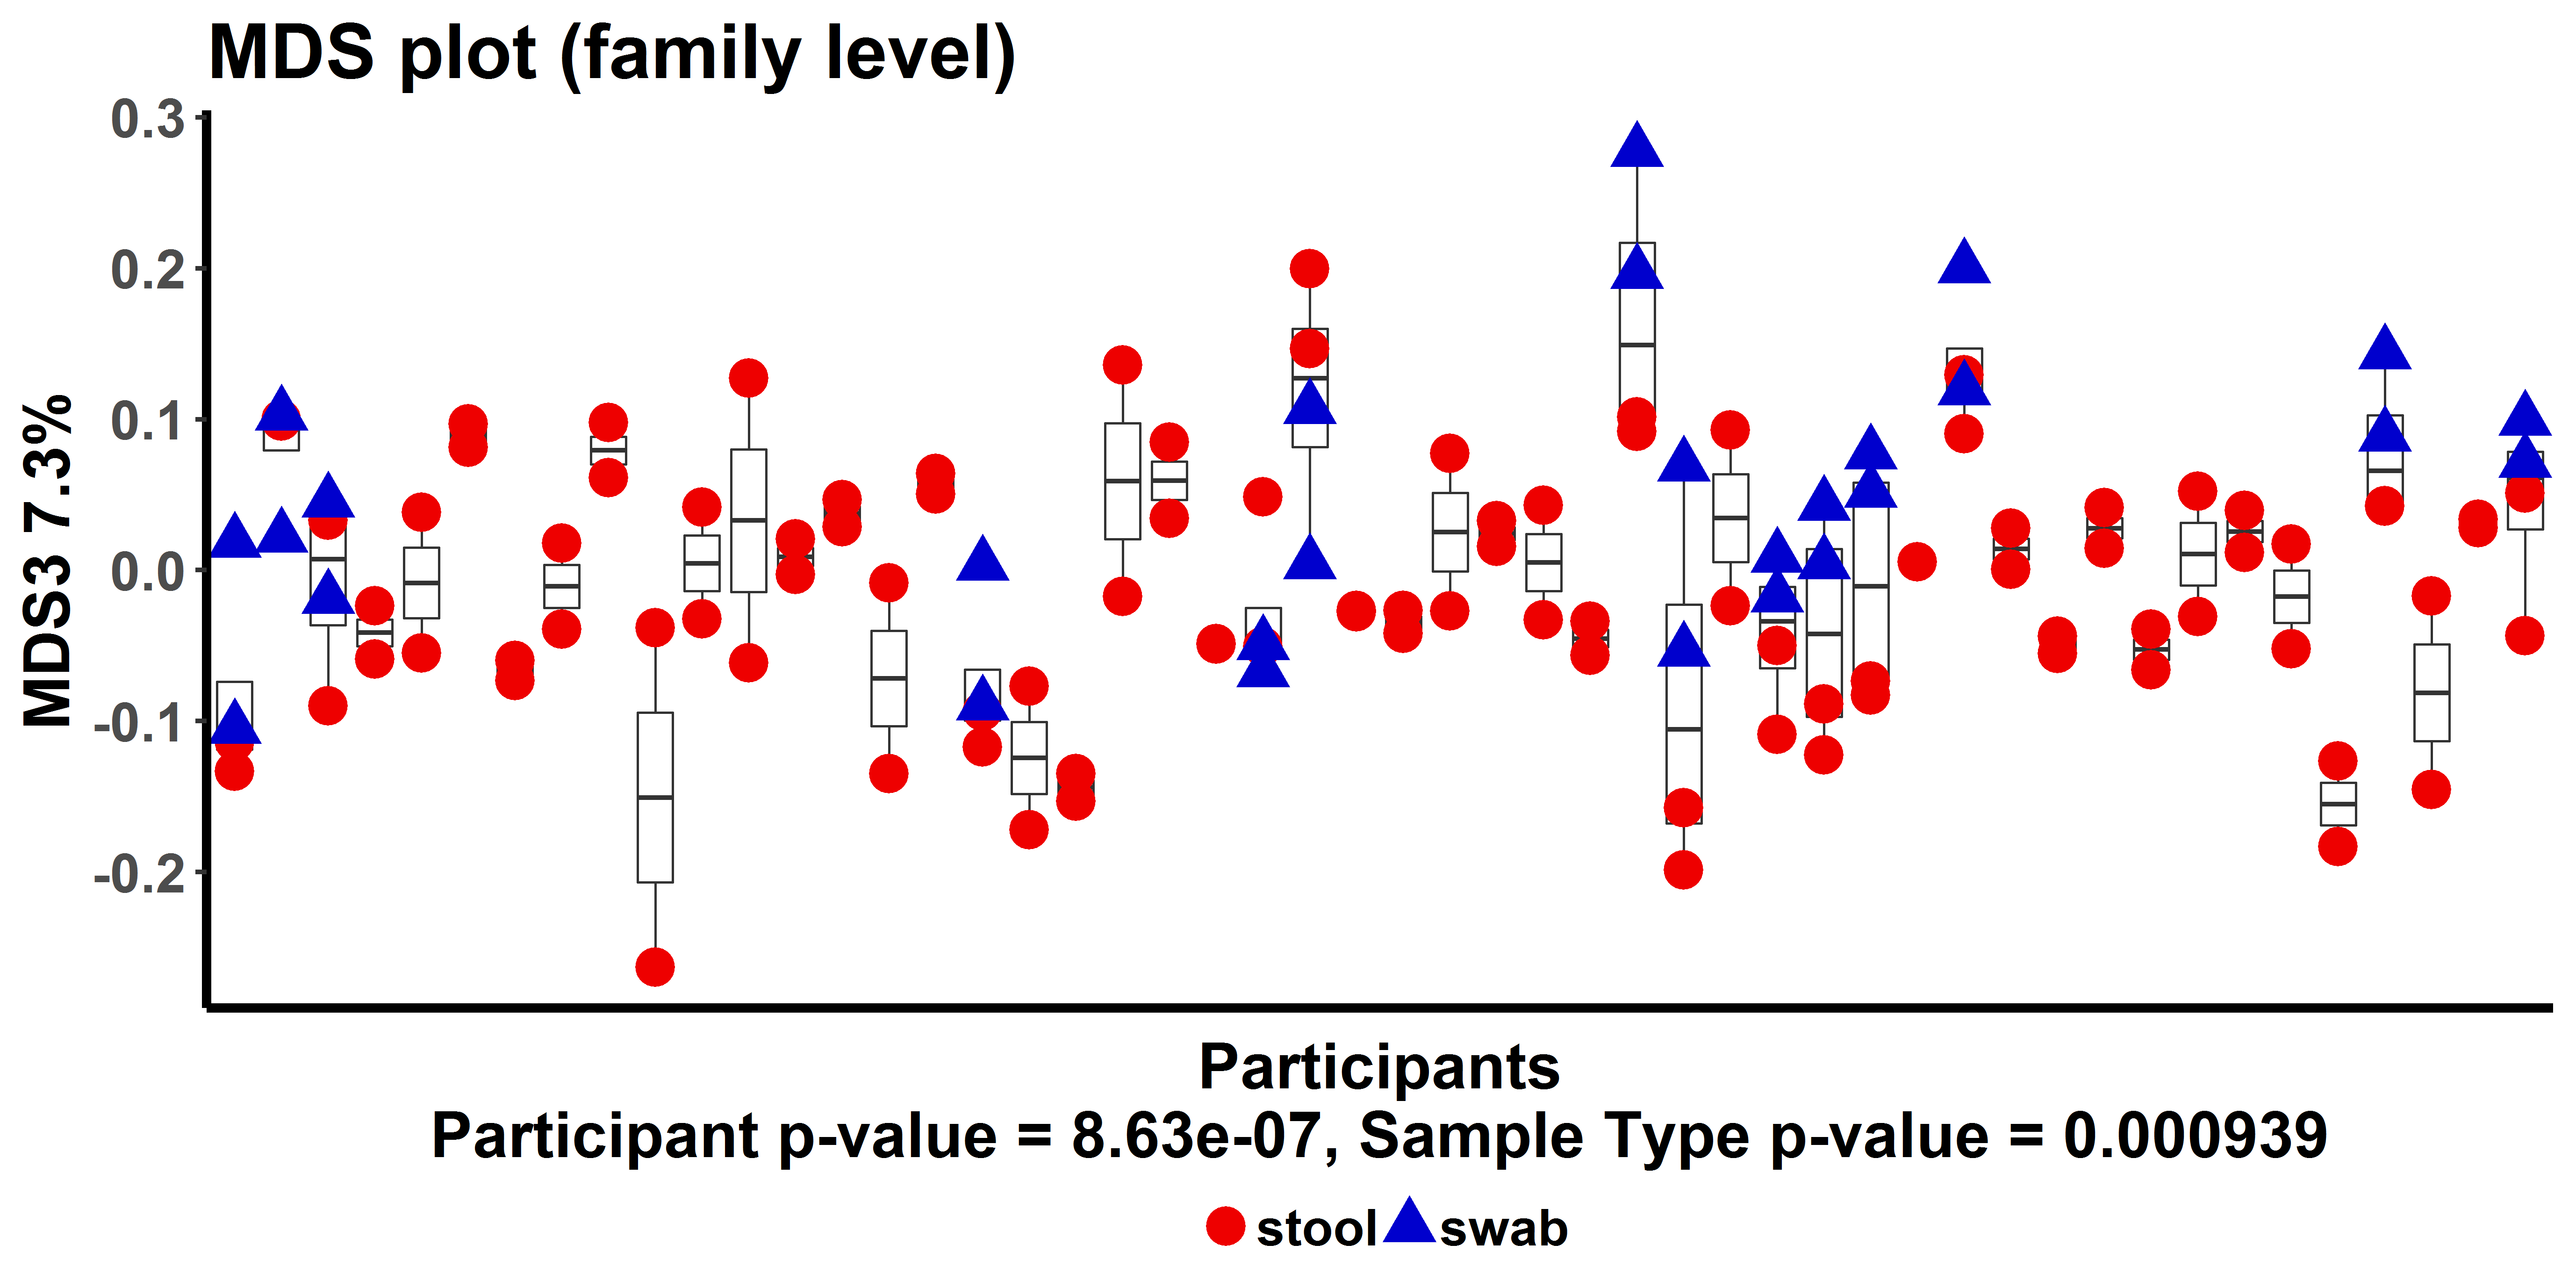 MDS plot (family level)
MDS3 7.3%
0.3
0.2
0.1
0.0
-0.1
-0.2
Participants
Participant p-value = 8.63e-07, Sample Type p-value = 0.000939
stool swab